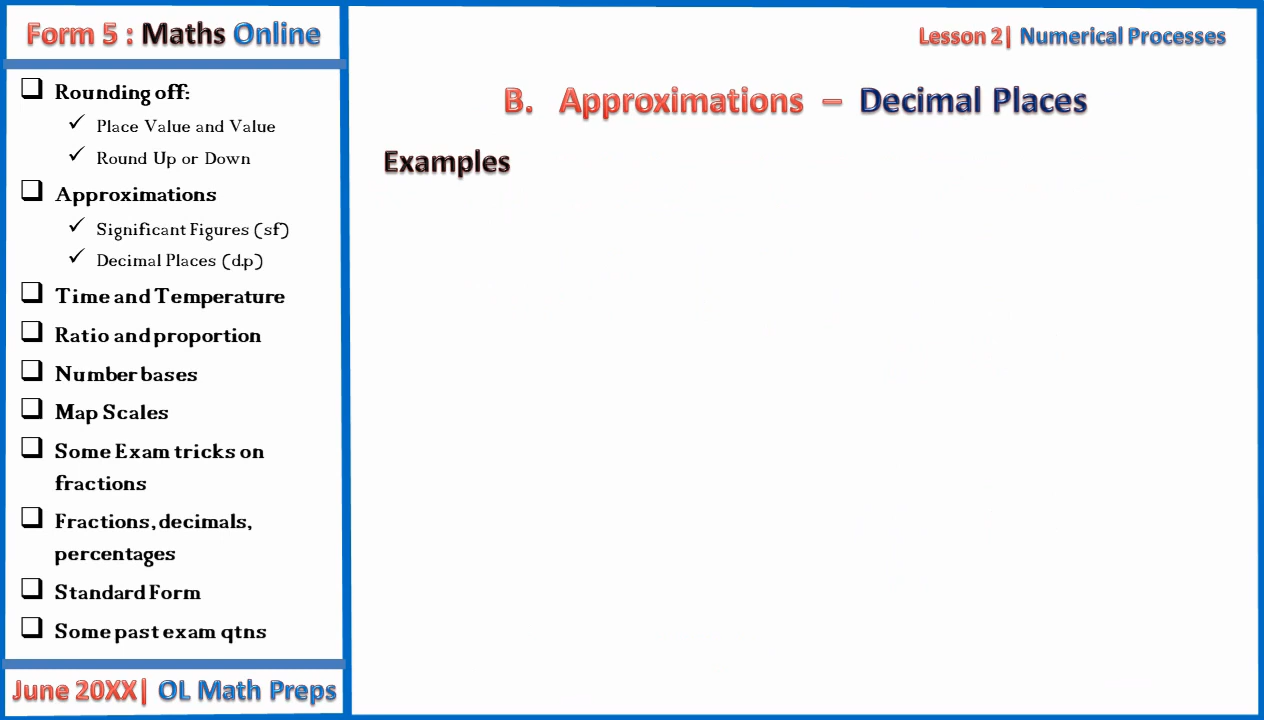 Form 5 : Maths Online
Rounding off:
Place Value and Value
Round Up or Down
Approximations
Significant Figures (sf)
Decimal Places (d.p)
Time and Temperature
Ratio and proportion
Number bases
Map Scales
Some Exam tricks on
fractions
Fractions, decimals,
percentages
Standard Form
Some past exam qtns
June 20XX| OL Math Preps
Lesson 2| Numerical Processes
B. Approximations – Decimal Places
Examples